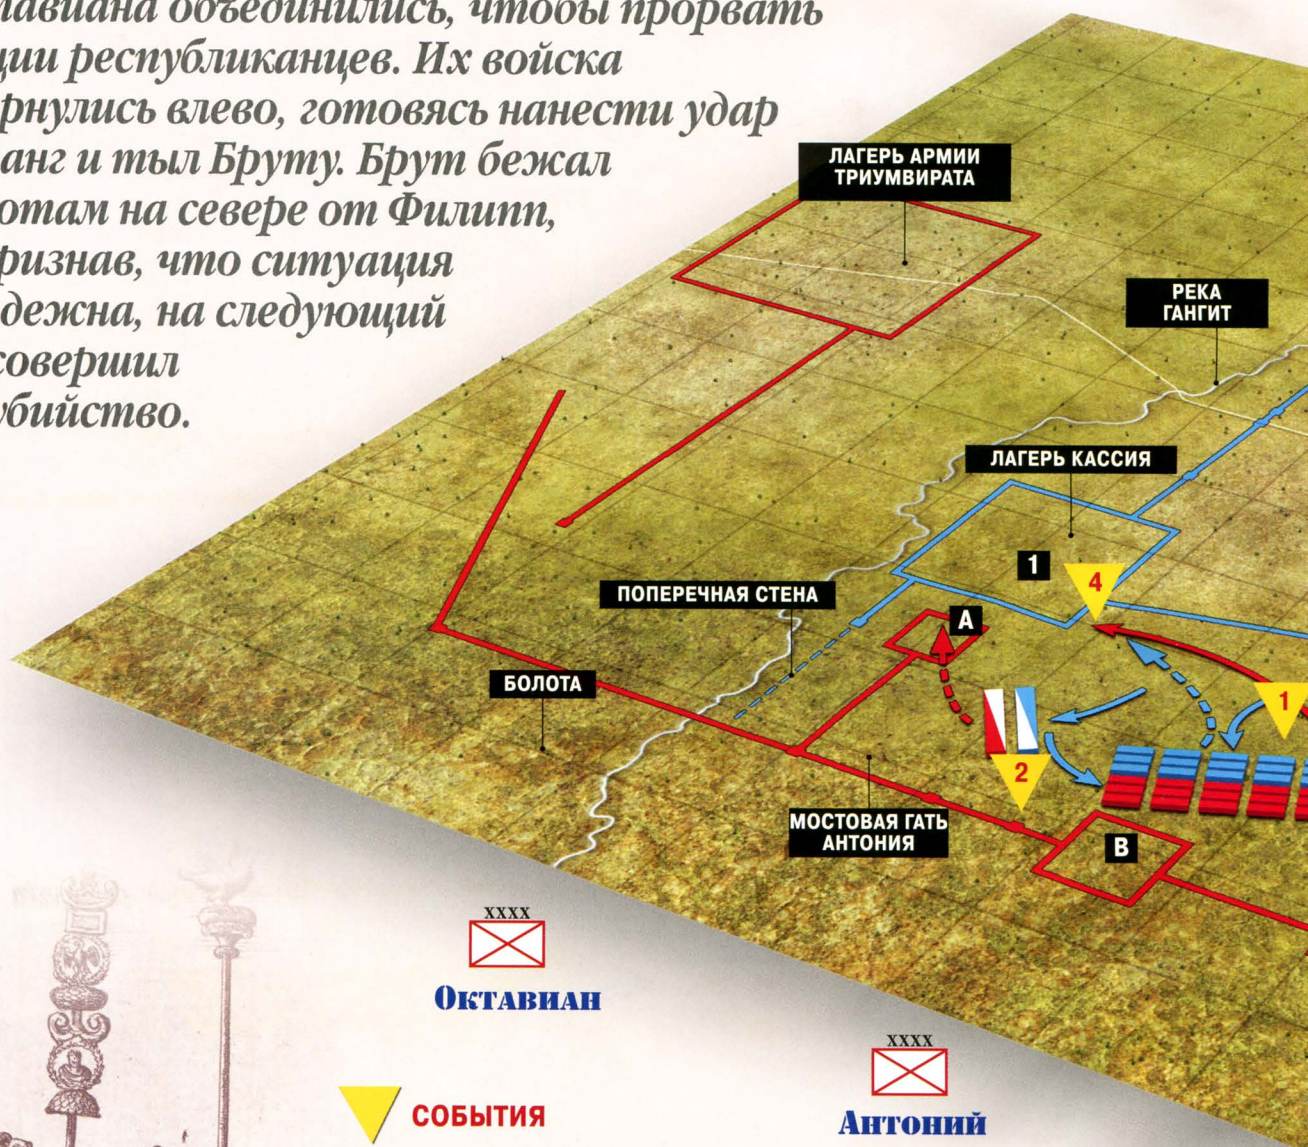 лавиана объединились, чтобы прорвать
ции республиканцев. Их войска
рнулись влево, готовясь нанести удар
анг и тыл Бруту. Брут бежал
отам на севере от Филипп,
ризнав, что ситуация
дежна, на следующий
совершил
убийство.
ЛАГЕРЬ АРМИИ
ТРИУМВИРАТА
РЕКА
ГАНГИТ
ЛАГЕРЬ КАССИЯ
1
4
ПОПЕРЕЧНАЯ СТЕНА
A
БОЛОТА
1
2
МОСТОВАЯ ГАТЬ
АНТОНИЯ
B
XXXX
ОКТАВИАН
XXXX
АНТОНИЙ
СОБЫТИЯ